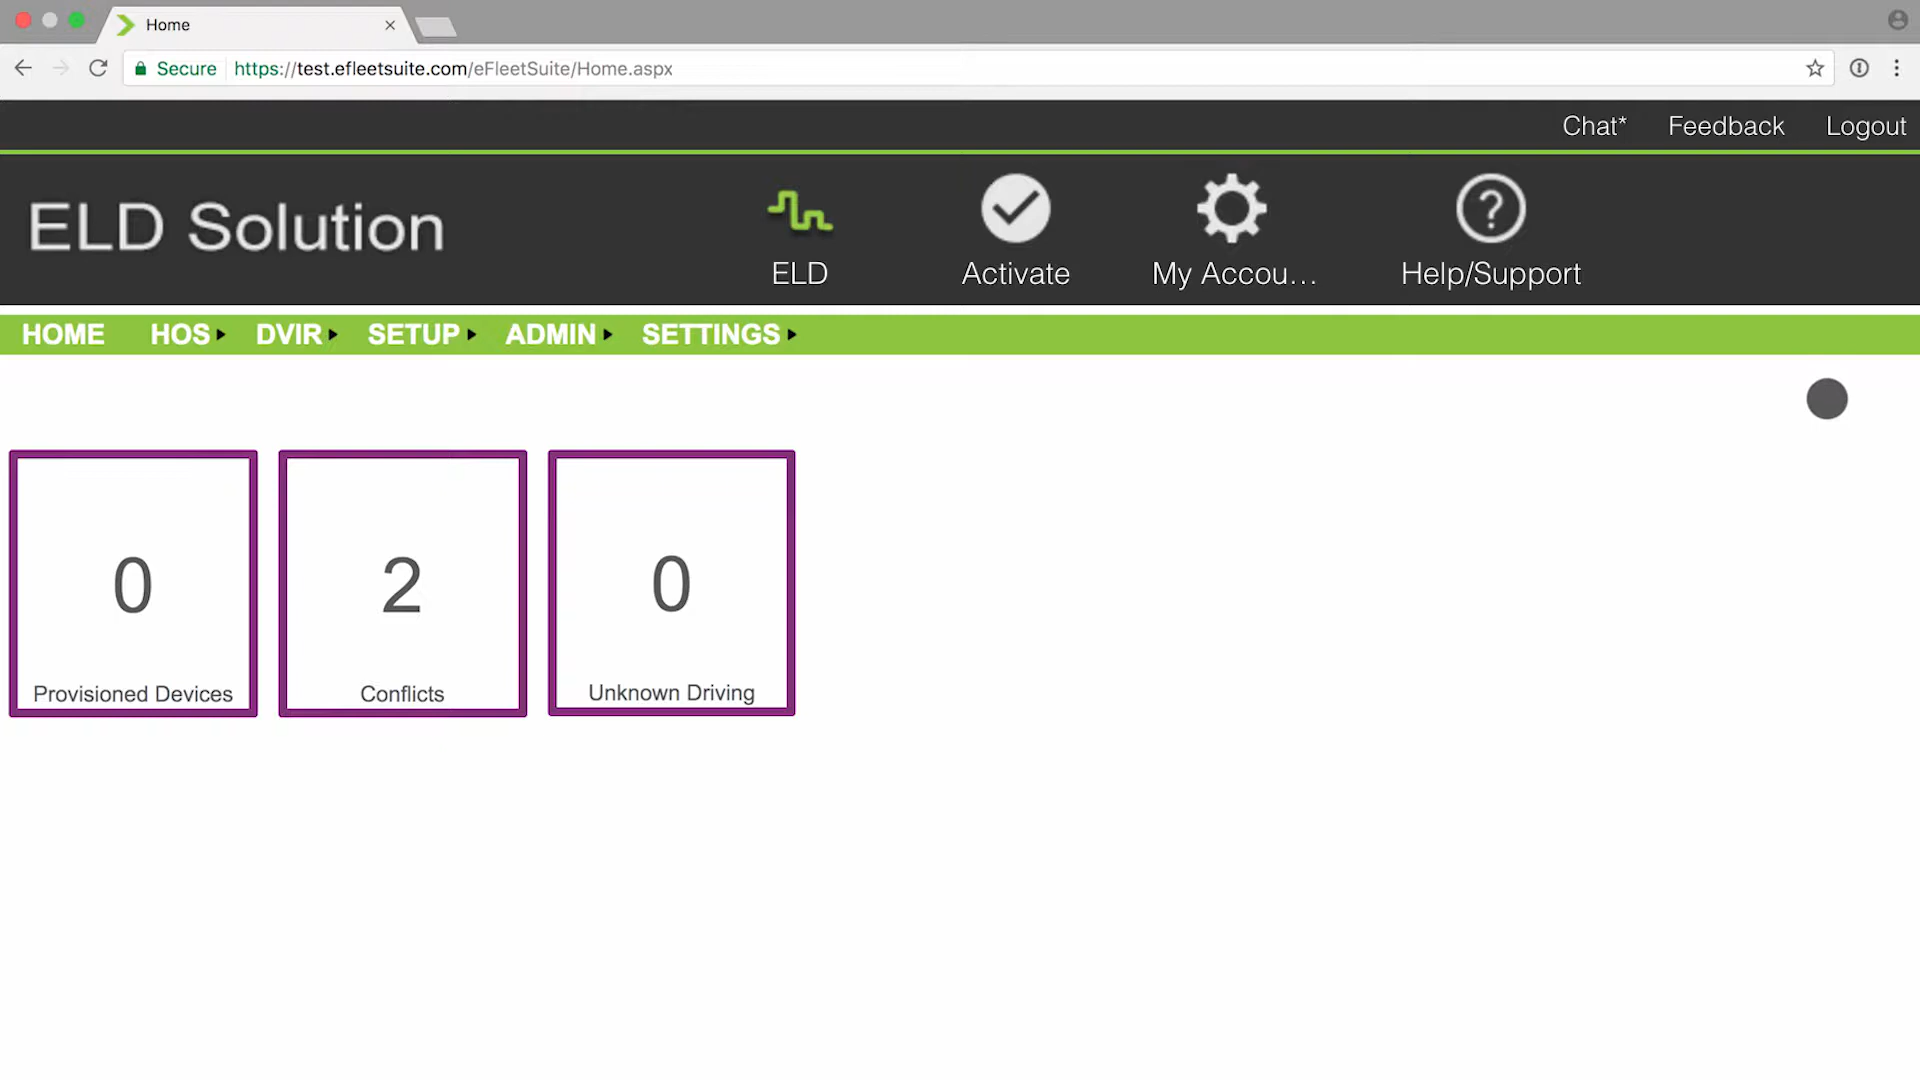 Home
Secure https://test.efleetsuite.com/eFleetSuite/Home.aspx
Chat* Feedback Logout
ELD Solution
ELD Activate My Accou... Help/Support
HOME HOS DVIR SETUP ADMIN SETTINGS
0 2 0
Provisioned Devices Conflicts Unknown Driving